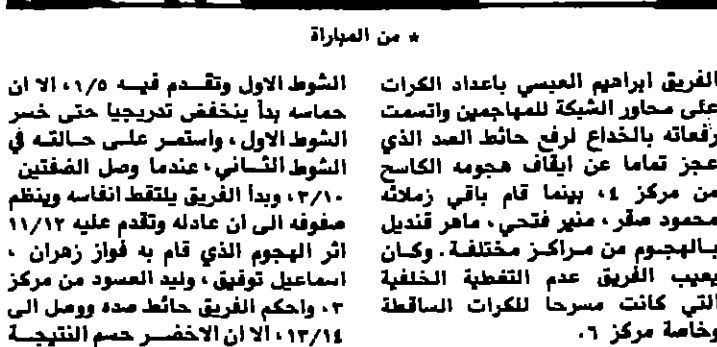 * من المباراة
الفريق ابراهيم العبسي باعداد الكرات
على محاور الشبكة للمهاجمين واتسمت
رفعاته بالخداع لرفع حائط الصد الذي
عجز تماما عن ايقاف هجومه الكاسح
من مركز ٤، بينما قام باقي زملائه
محمود صقر ، منير فتحي، ماهر قنديل
بالهجوم من مراكز مختلفة. وكان
يعيب الفريق عدم التغطية الخلفية
التي كانت مسرحا للكرات الساقطة
وخاصة مركز ٦.
الشوط الاول وتقدم فيه ١/٥، الا ان
حماسه بدأ ينخفض تدريجيا حتى خسر
الشوط الاول، واستمر على حالته في
الشوط الثاني، عندما وصل الضفتين
٣/١٠، وبدأ الفريق يلتقط انفاسه وينظم
صفوفه الى ان عادله وتقدم عليه ١١/١٢
اثر الهجوم الذي قام به فواز زهران ،
اسماعيل توفيق، وليد العسود من مركز
٣، واحكم الفريق حائط صده ووصل الى
١٣/١٤، الا ان الاخضر حسم النتيجة